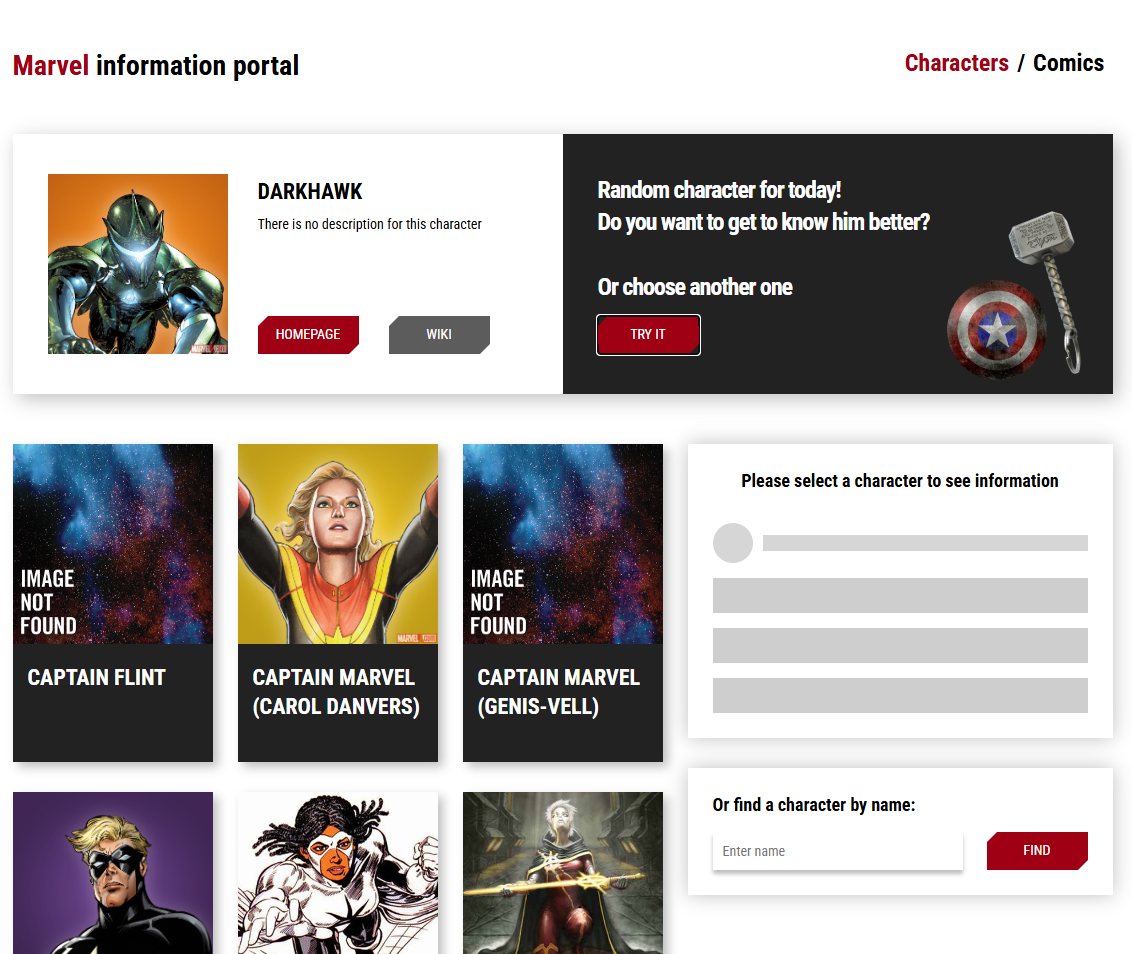 Marvel information portal
Characters / Comics
DARKHAWK
There is no description for this character
HOMEPAGE
WIKI
Random character for today!
Do you want to get to know him better?
Or choose another one
TRY IT
IMAGE
NOT
FOUND
CAPTAIN FLINT
CAPTAIN MARVEL
(CAROL DANVERS)
IMAGE
NOT
FOUND
CAPTAIN MARVEL
(GENIS-VELL)
Please select a character to see information
Or find a character by name:
Enter name
FIND